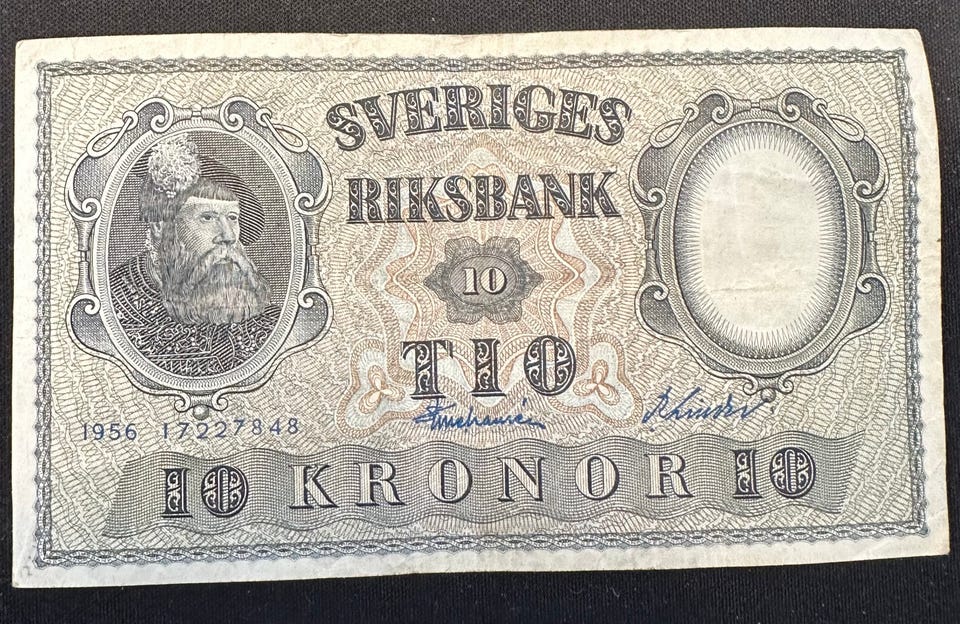 SVERIGES
RIKSBANK
10
TIO
1956 17227848
10 KRONOR 10